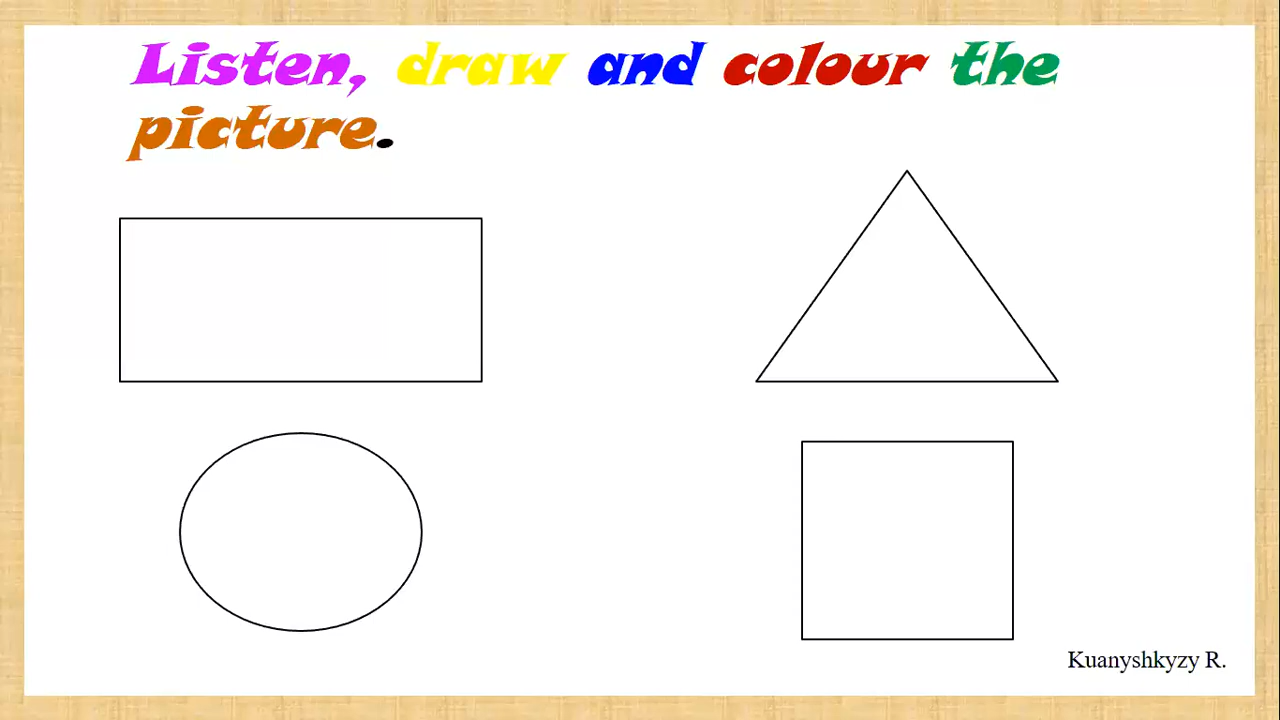 Listen, draw and colour the
picture.
Kuanyshkyzy R.